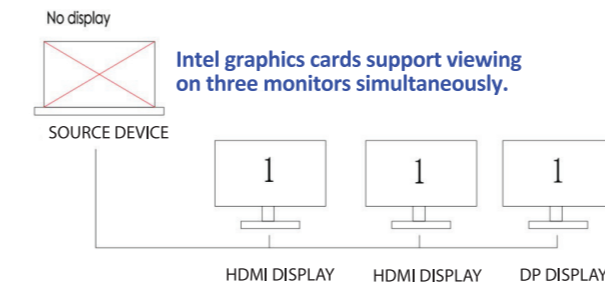 No display
Intel graphics cards support viewing
on three monitors simultaneously.
SOURCE DEVICE
1 1 1
HDMI DISPLAY HDMI DISPLAY DP DISPLAY